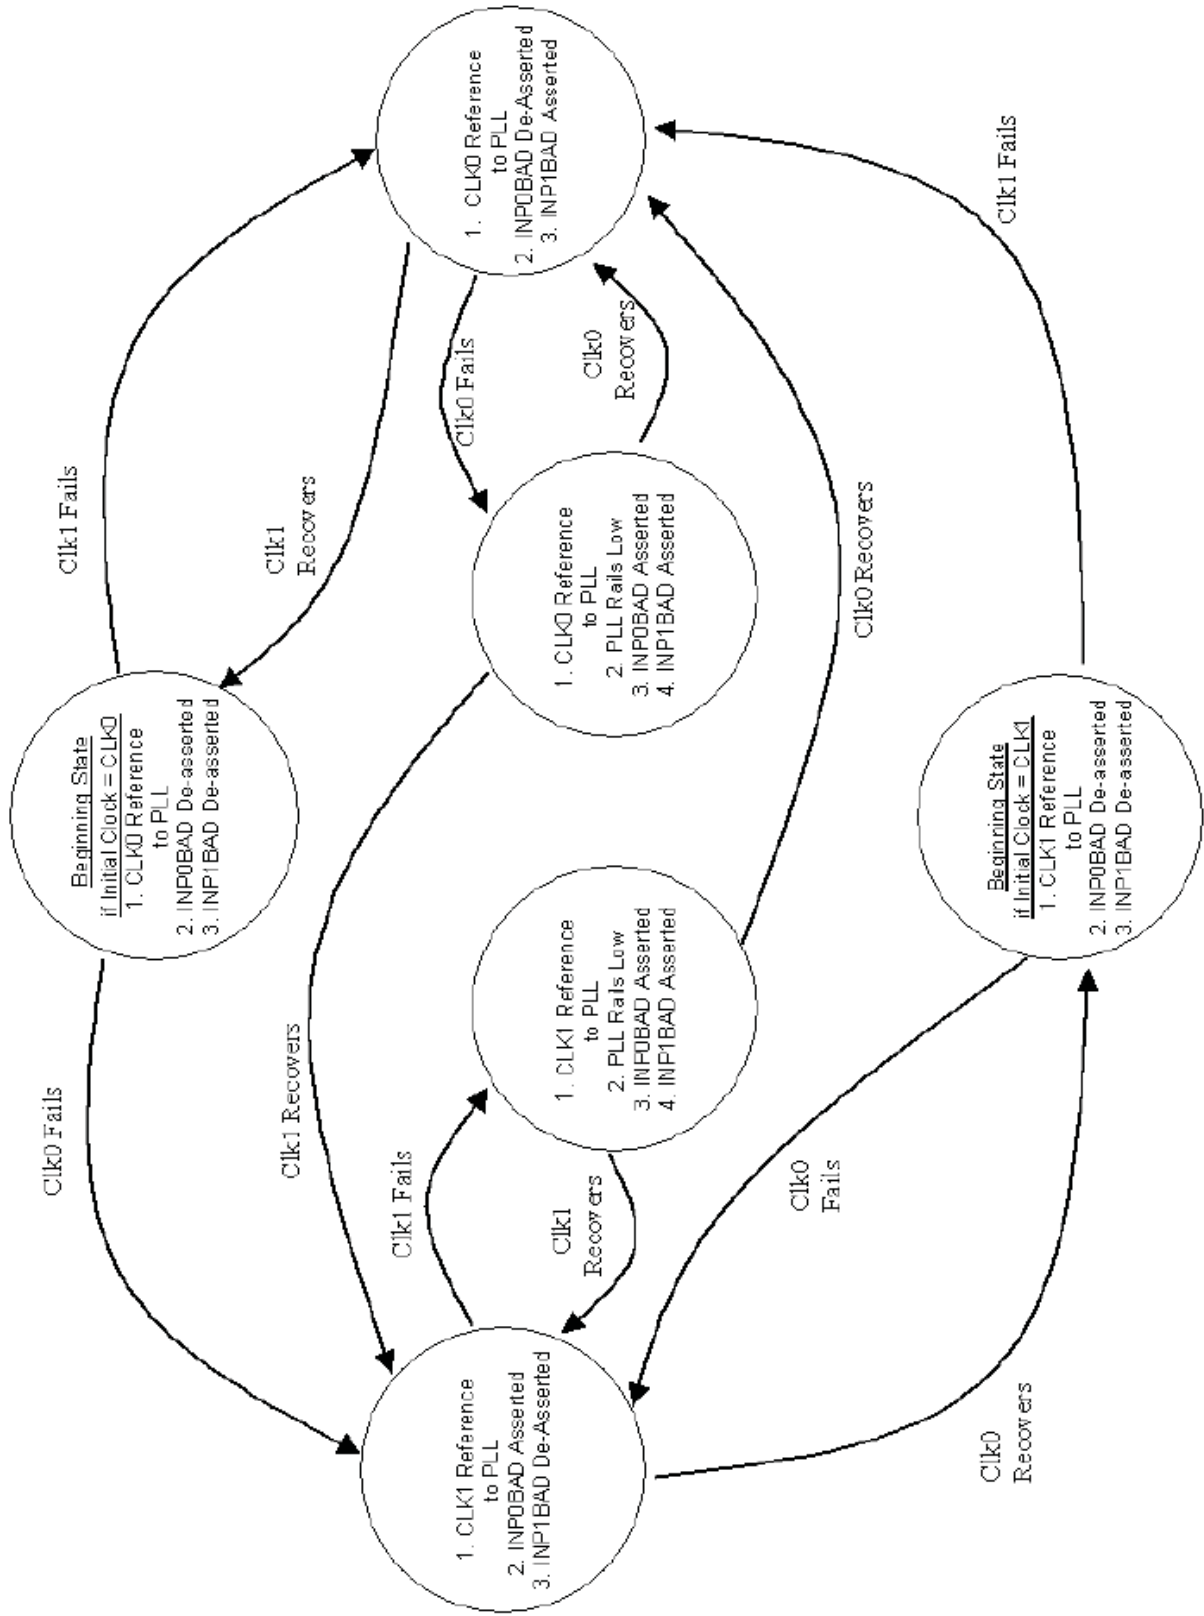 Clk0 Fails
Beginning State
if Initial Clock = CLK0
1. CLK0 Reference
to PLL
2. INP0BAD De-asserted
3. INP1BAD De-asserted
Clk1 Fails
Clk1 Recovers
Clk1
Recovers
1. CLK1 Reference
to PLL
2. INP0BAD Asserted
3. INP1BAD De-Asserted
Clk1 Fails
Clk1
Recovers
1. CLK1 Reference
to PLL
2. PLL Rails Low
3. INP0BAD Asserted
4. INP1BAD Asserted
1. CLK0 Reference
to PLL
2. PLL Rails Low
3. INP0BAD Asserted
4. INP1BAD Asserted
Clk0 Fails
Clk0
Recovers
1. CLK0 Reference
to PLL
2. INP0BAD De-Asserted
3. INP1BAD Asserted
Clk0
Fails
Clk0 Recovers
Clk0
Recovers
Beginning State
if Initial Clock = CLK1
1. CLK1 Reference
to PLL
2. INP0BAD De-asserted
3. INP1BAD De-asserted
Clk1 Fails